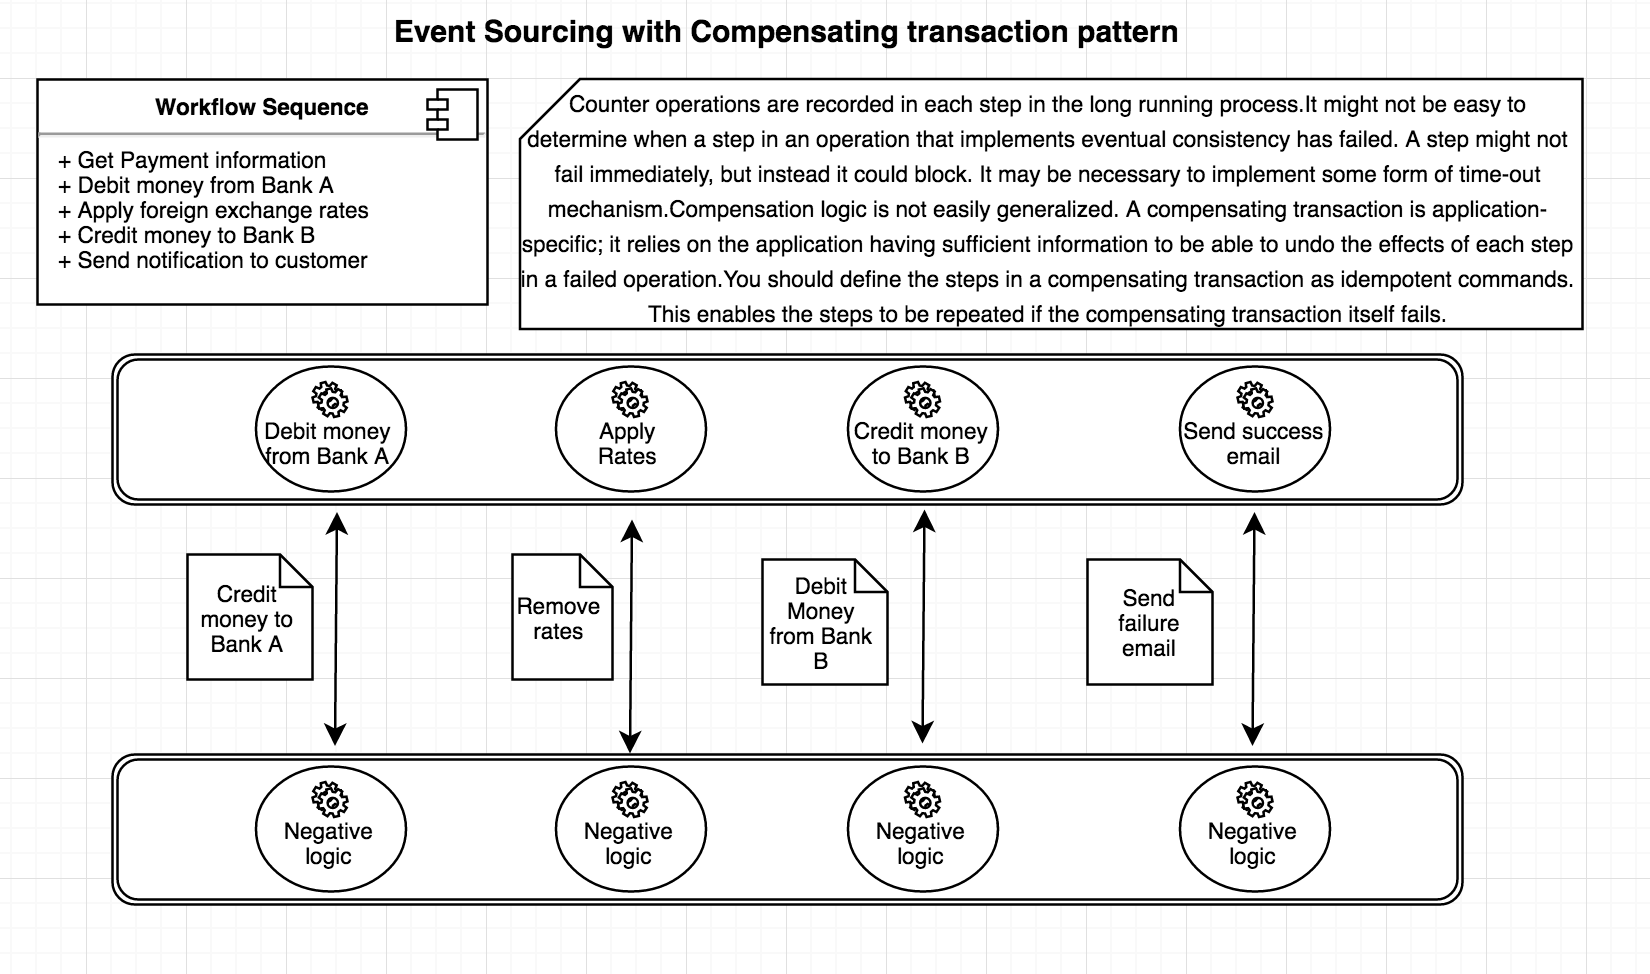 Event Sourcing with Compensating transaction pattern
Workflow Sequence
+ Get Payment information
+ Debit money from Bank A
+ Apply foreign exchange rates
+ Credit money to Bank B
+ Send notification to customer
Counter operations are recorded in each step in the long running process.It might not be easy to
determine when a step in an operation that implements eventual consistency has failed. A step might not
fail immediately, but instead it could block. It may be necessary to implement some form of time-out
mechanism.Compensation logic is not easily generalized. A compensating transaction is application-
specific; it relies on the application having sufficient information to be able to undo the effects of each step
in a failed operation.You should define the steps in a compensating transaction as idempotent commands.
This enables the steps to be repeated if the compensating transaction itself fails.
Debit money
from Bank A
Apply
Rates
Credit money
to Bank B
Send success
email
Credit
money to
Bank A
Remove
rates
Debit
Money
from Bank
B
Send
failure
email
Negative
logic
Negative
logic
Negative
logic
Negative
logic